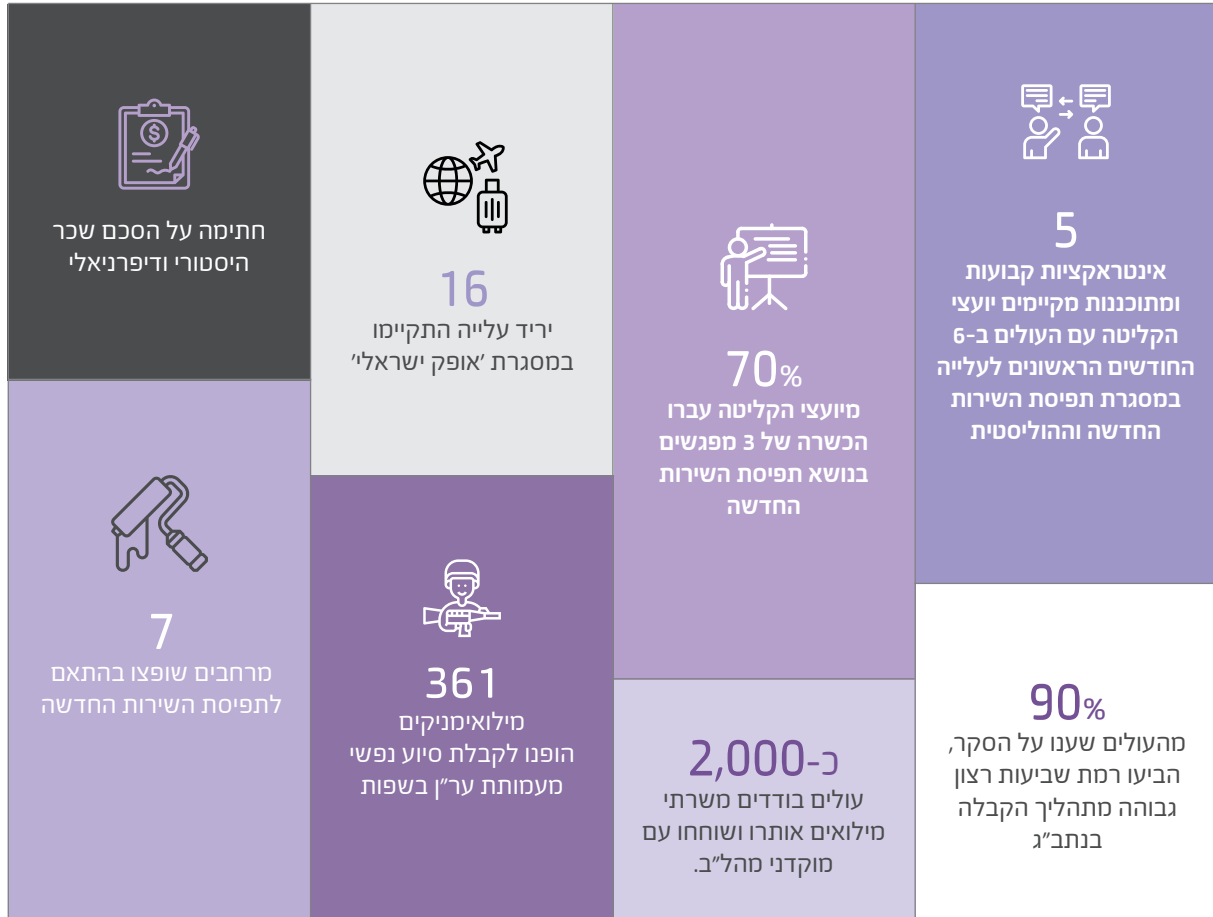 5
אינטראקציות קבועות
ומתוכננות מקיימים יועצי
הקליטה עם העולים ב-6
החודשים הראשונים לעלייה
במסגרת תפיסת השירות
החדשה וההוליסטית
90%
מהעולים שענו על הסקר,
הביעו רמת שביעות רצון
גבוהה מתהליך הקבלה
בנתב"ג
70%
מיועצי הקליטה עברו
הכשרה של 3 מפגשים
בנושא תפיסת השירות
החדשה
כ-2,000
עולים בודדים משרתי
מילואים אותרו ושוחחו עם
מוקדני מהל"ב.
16
יריד עלייה התקיימו
במסגרת 'אופק ישראלי'
361
מילואימניקים
הופנו לקבלת סיוע נפשי
מעמותת ער"ן בשפות
חתימה על הסכם שכר
היסטורי ודיפרניאלי
7
מרחבים שופצו בהתאם
לתפיסת השירות החדשה